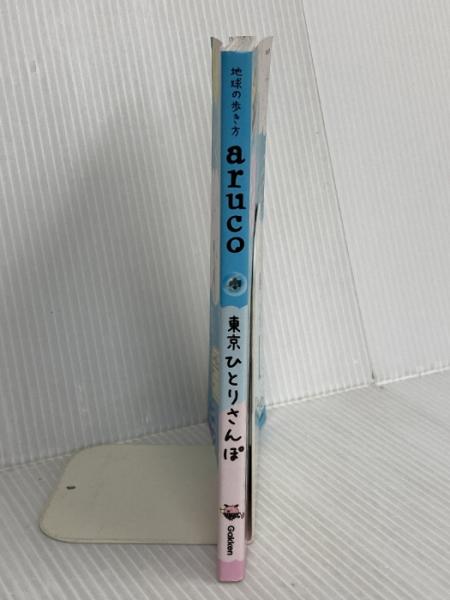 地球の歩き方
aruco
東京ひとりさんぽ
Gakken